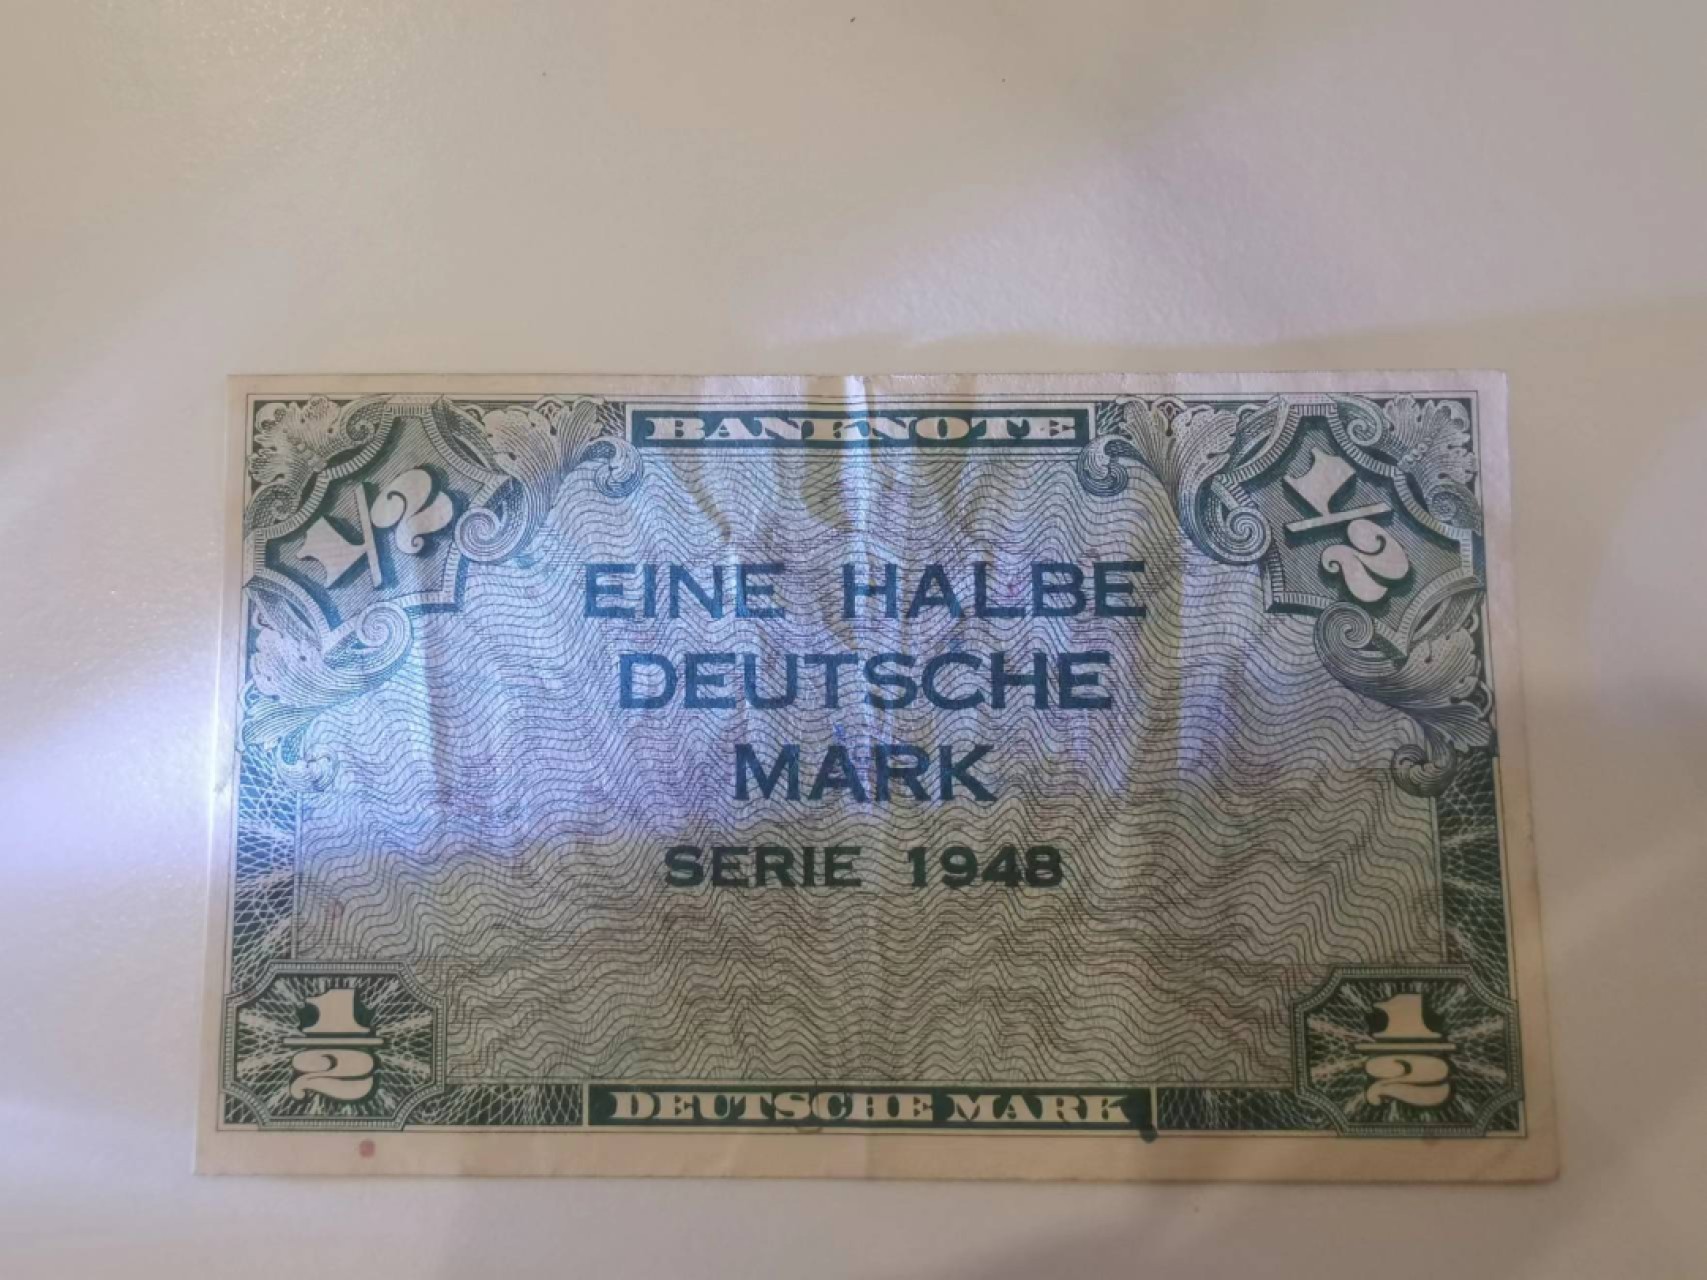 BANKNOTE
1/2
1/2
EINE HALBE
DEUTSCHE
MARK
SERIE 1948
1/2
1/2
DEUTSCHE MARK